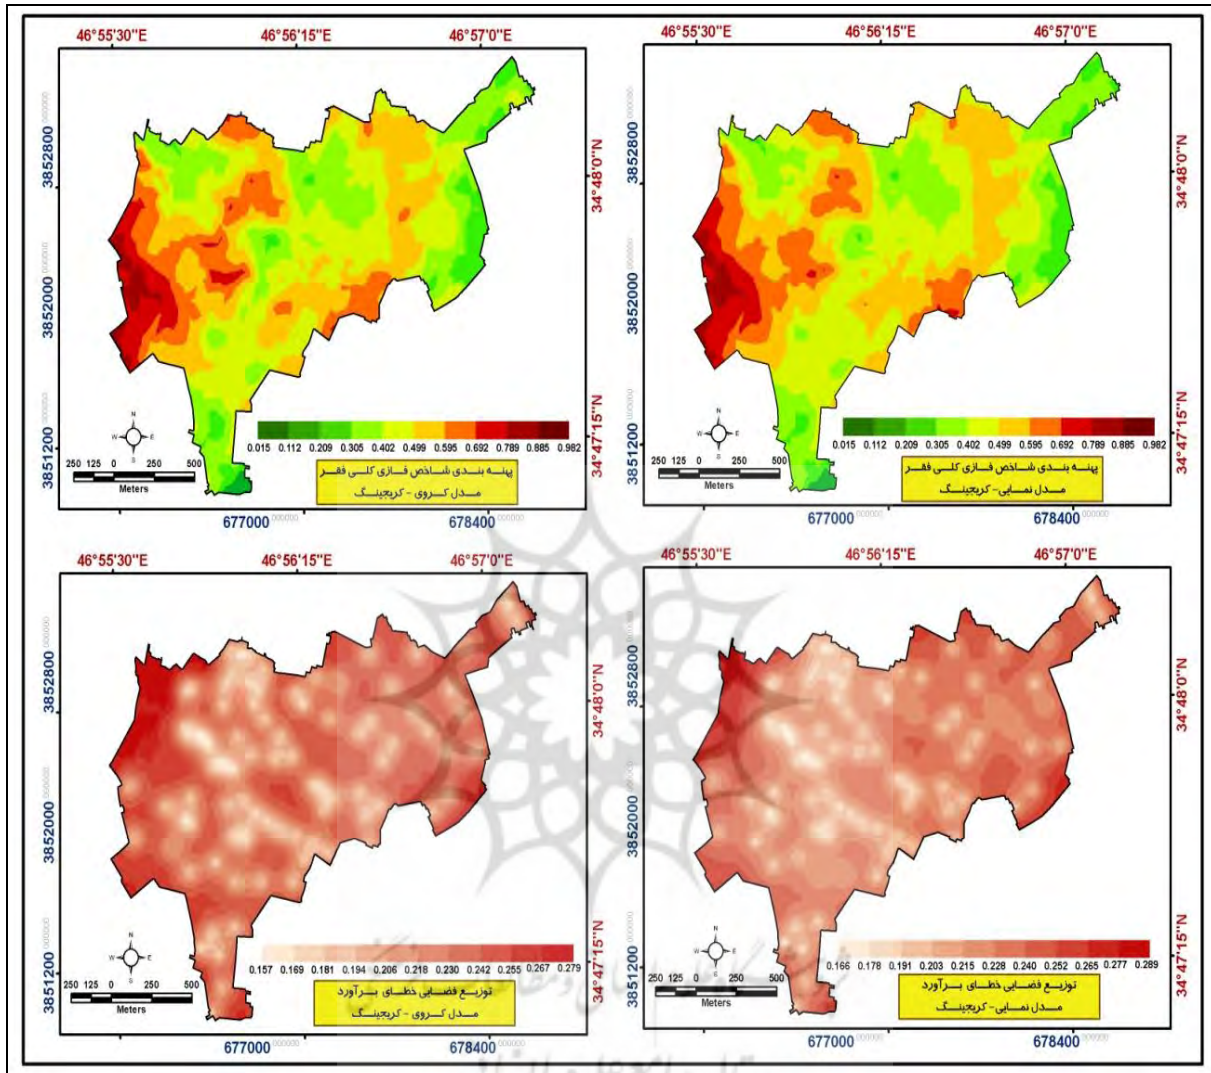 46°55'30"E 46°56'15"E 46°57'0"E
3852800
3852000
3851200
34°48'0"N
34°47'15"N
N
W E
S
250 125 0 250 500
Meters
0.015 0.112 0.209 0.305 0.402 0.499 0.595 0.692 0.789 0.885 0.982
پهنه بندی شاخص فازی کلی فقر
مدل کروی - کریجینگ
677000 678400
46°55'30"E 46°56'15"E 46°57'0"E
3852800
3852000
3851200
34°48'0"N
34°47'15"N
N
W E
S
250 125 0 250 500
Meters
0.015 0.112 0.209 0.305 0.402 0.499 0.595 0.692 0.789 0.885 0.982
پهنه بندی شاخص فازی کلی فقر
مدل نمایی - کریجینگ
677000 678400
46°55'30"E 46°56'15"E 46°57'0"E
3852800
3852000
3851200
34°48'0"N
34°47'15"N
N
W E
S
250 125 0 250 500
Meters
0.157 0.169 0.181 0.194 0.206 0.218 0.230 0.242 0.255 0.267 0.279
توزیع فضایی خطای برآورد
مدل کروی - کریجینگ
677000 678400
46°55'30"E 46°56'15"E 46°57'0"E
3852800
3852000
3851200
34°48'0"N
34°47'15"N
N
W E
S
250 125 0 250 500
Meters
0.166 0.178 0.191 0.203 0.215 0.228 0.240 0.252 0.265 0.277 0.289
توزیع فضایی خطای برآورد
مدل نمایی - کریجینگ
677000 678400